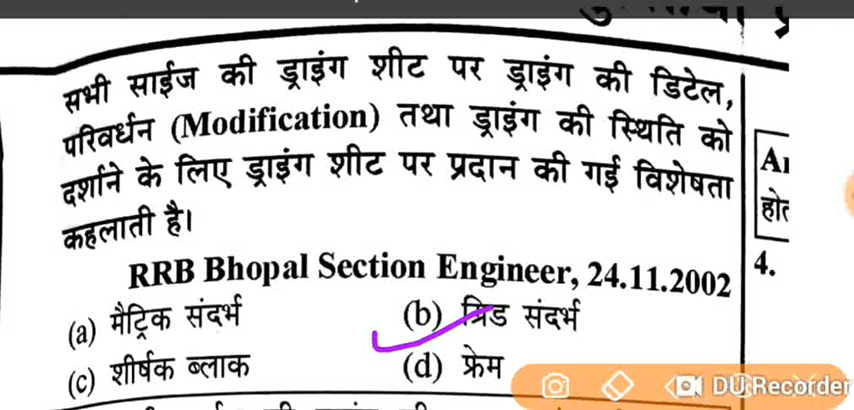 सभी साईज की ड्राइंग शीट पर ड्राइंग की डिटेल,
परिवर्धन (Modification) तथा ड्राइंग की स्थिति को
दर्शाने के लिए ड्राइंग शीट पर प्रदान की गई विशेषता
कहलाती है।
RRB Bhopal Section Engineer, 24.11.2002
(a) मैट्रिक संदर्भ (b) ग्रिड संदर्भ
(c) शीर्षक ब्लाक (d) फ्रेम
4.
DU Recorder